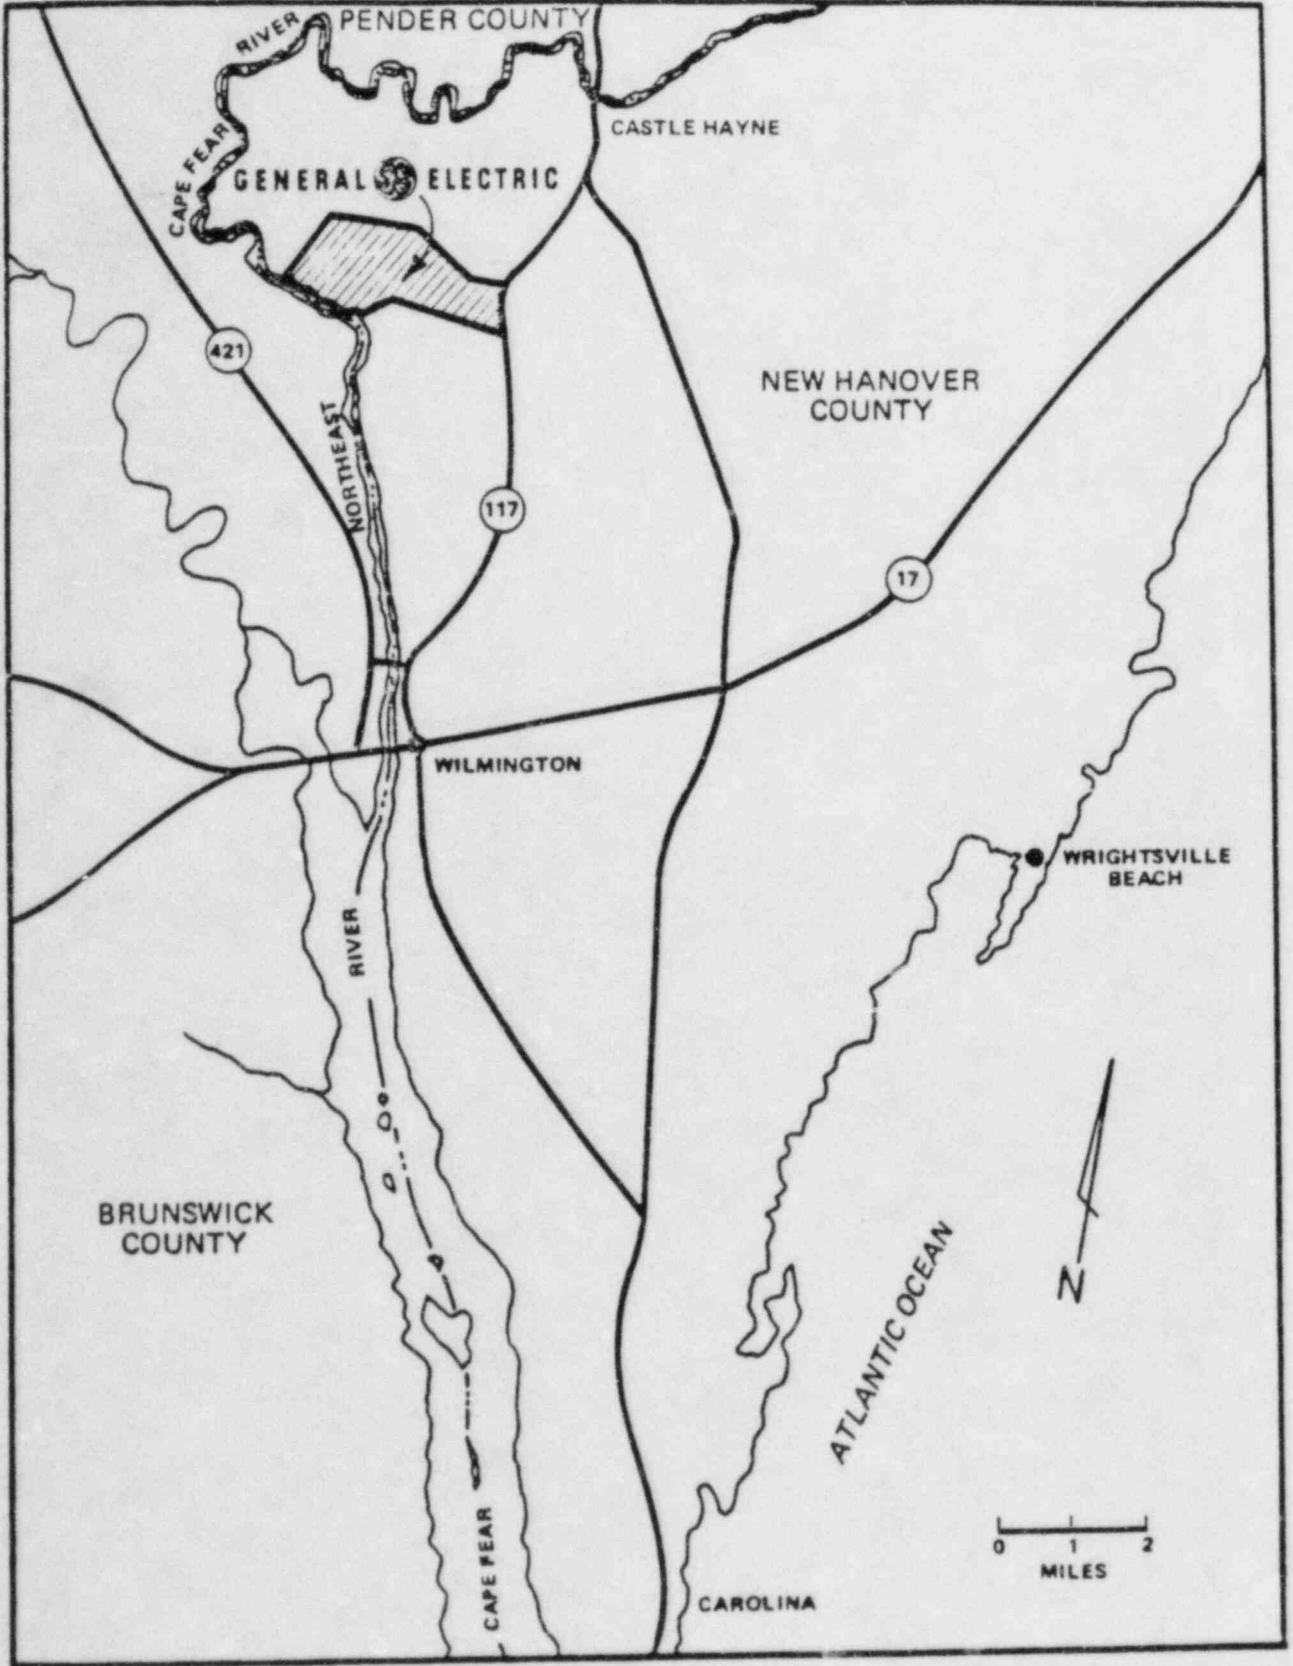 PENDER COUNTY
RIVER
CASTLE HAYNE
CAPE FEAR
GENERAL ELECTRIC
421
NEW HANOVER
COUNTY
NORTHEAST
117
17
WILMINGTON
WRIGHTSVILLE
BEACH
RIVER
BRUNSWICK
COUNTY
ATLANTIC OCEAN
N
0 1 2
MILES
CAPE FEAR
CAROLINA